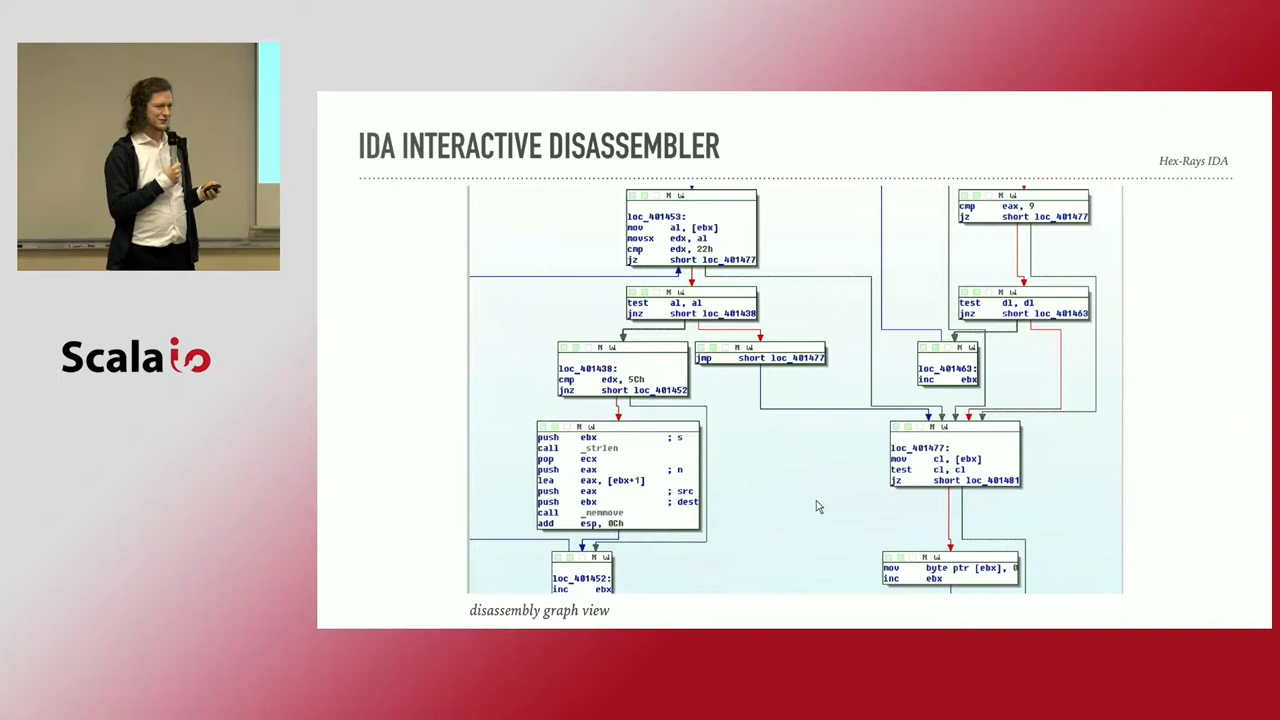 Scala io
IDA INTERACTIVE DISASSEMBLER
Hex-Rays IDA
loc_401453:
mov al, [ebx]
movsx edx, al
cmp edx, 22h
jz short loc_401477
test al, al
jnz short loc_401438
loc_401438:
cmp edx, 5Ch
jnz short loc_401452
jmp short loc_401477
push ebx ; s
call _strlen
pop ecx
push eax ; n
lea eax, [ebx+1]
push eax ; src
push ebx ; dest
call _memmove
add esp, 0Ch
loc_401452:
inc ebx
cmp eax, 9
jz short loc_401477
test dl, dl
jnz short loc_401463
loc_401463:
inc ebx
loc_401477:
mov cl, [ebx]
test cl, cl
jz short loc_401481
mov byte ptr [ebx], 0
inc ebx
disassembly graph view